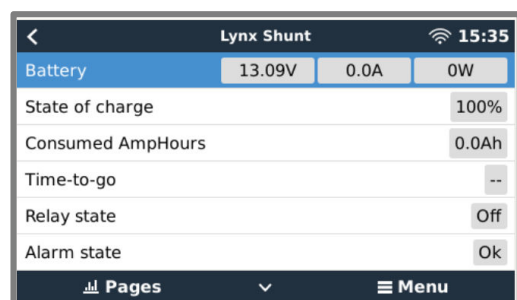 Lynx Shunt 15:35
Battery 13.09V 0.0A 0W
State of charge 100%
Consumed AmpHours 0.0Ah
Time-to-go --
Relay state Off
Alarm state Ok
Pages Menu